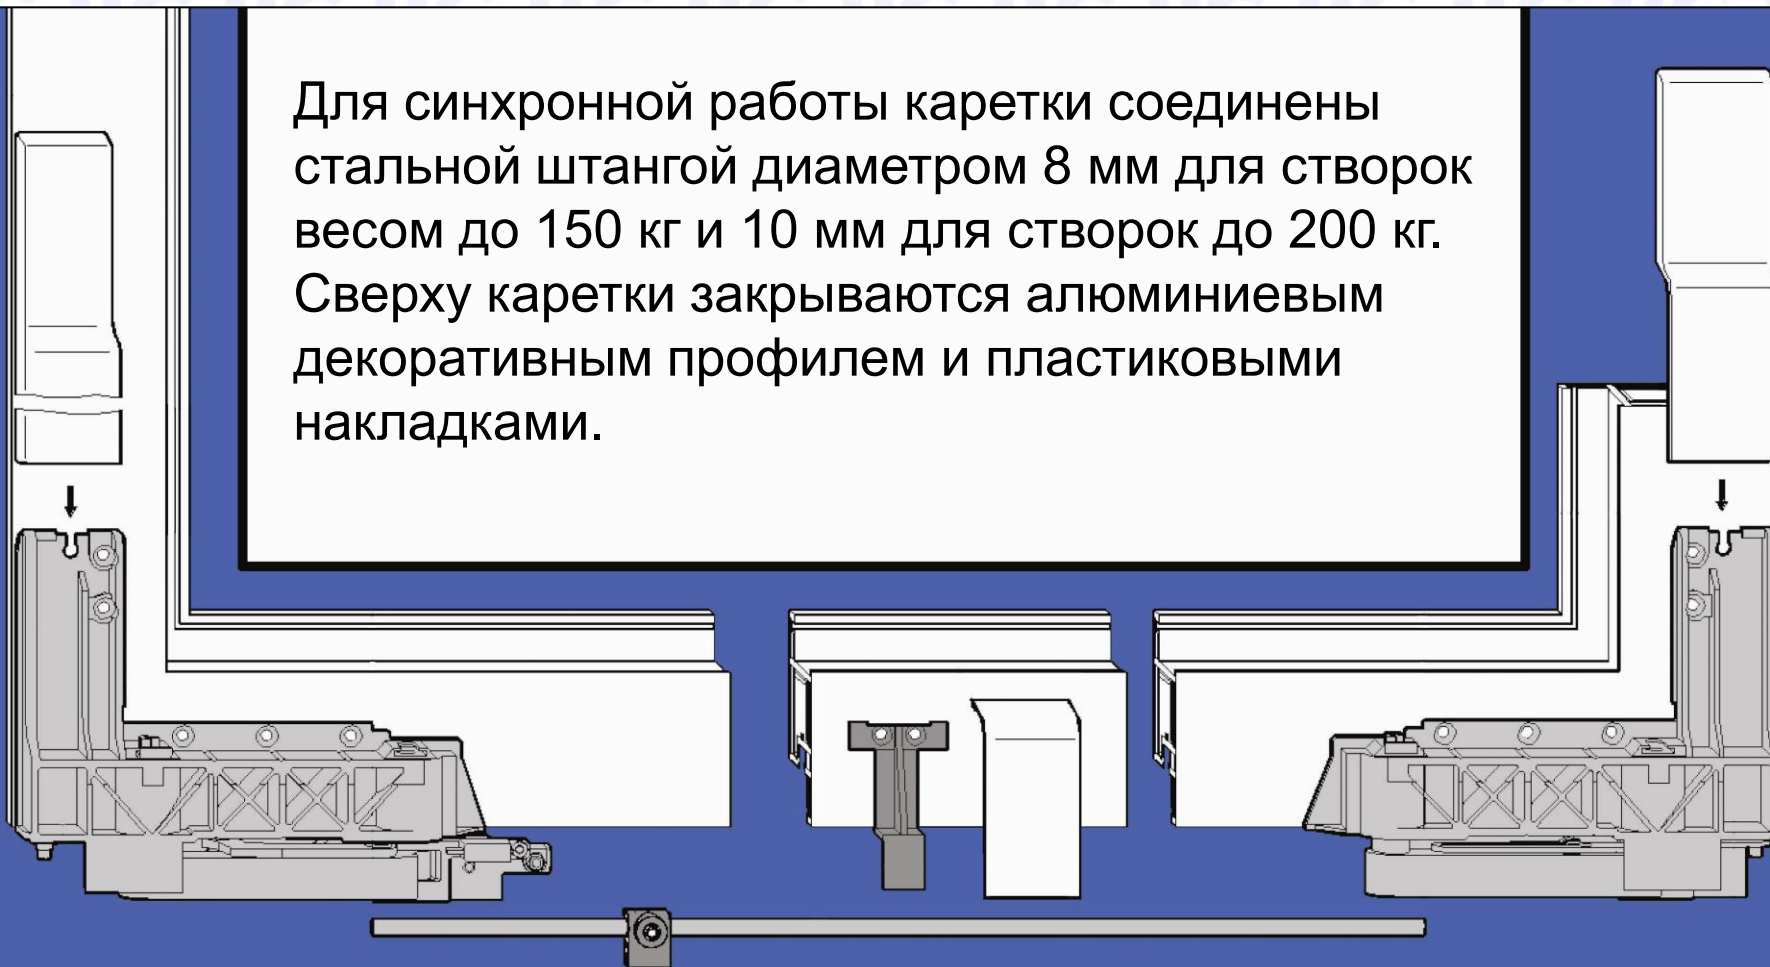 Для синхронной работы каретки соединены
стальной штангой диаметром 8 мм для створок
весом до 150 кг и 10 мм для створок до 200 кг.
Сверху каретки закрываются алюминиевым
декоративным профилем и пластиковыми
накладками.